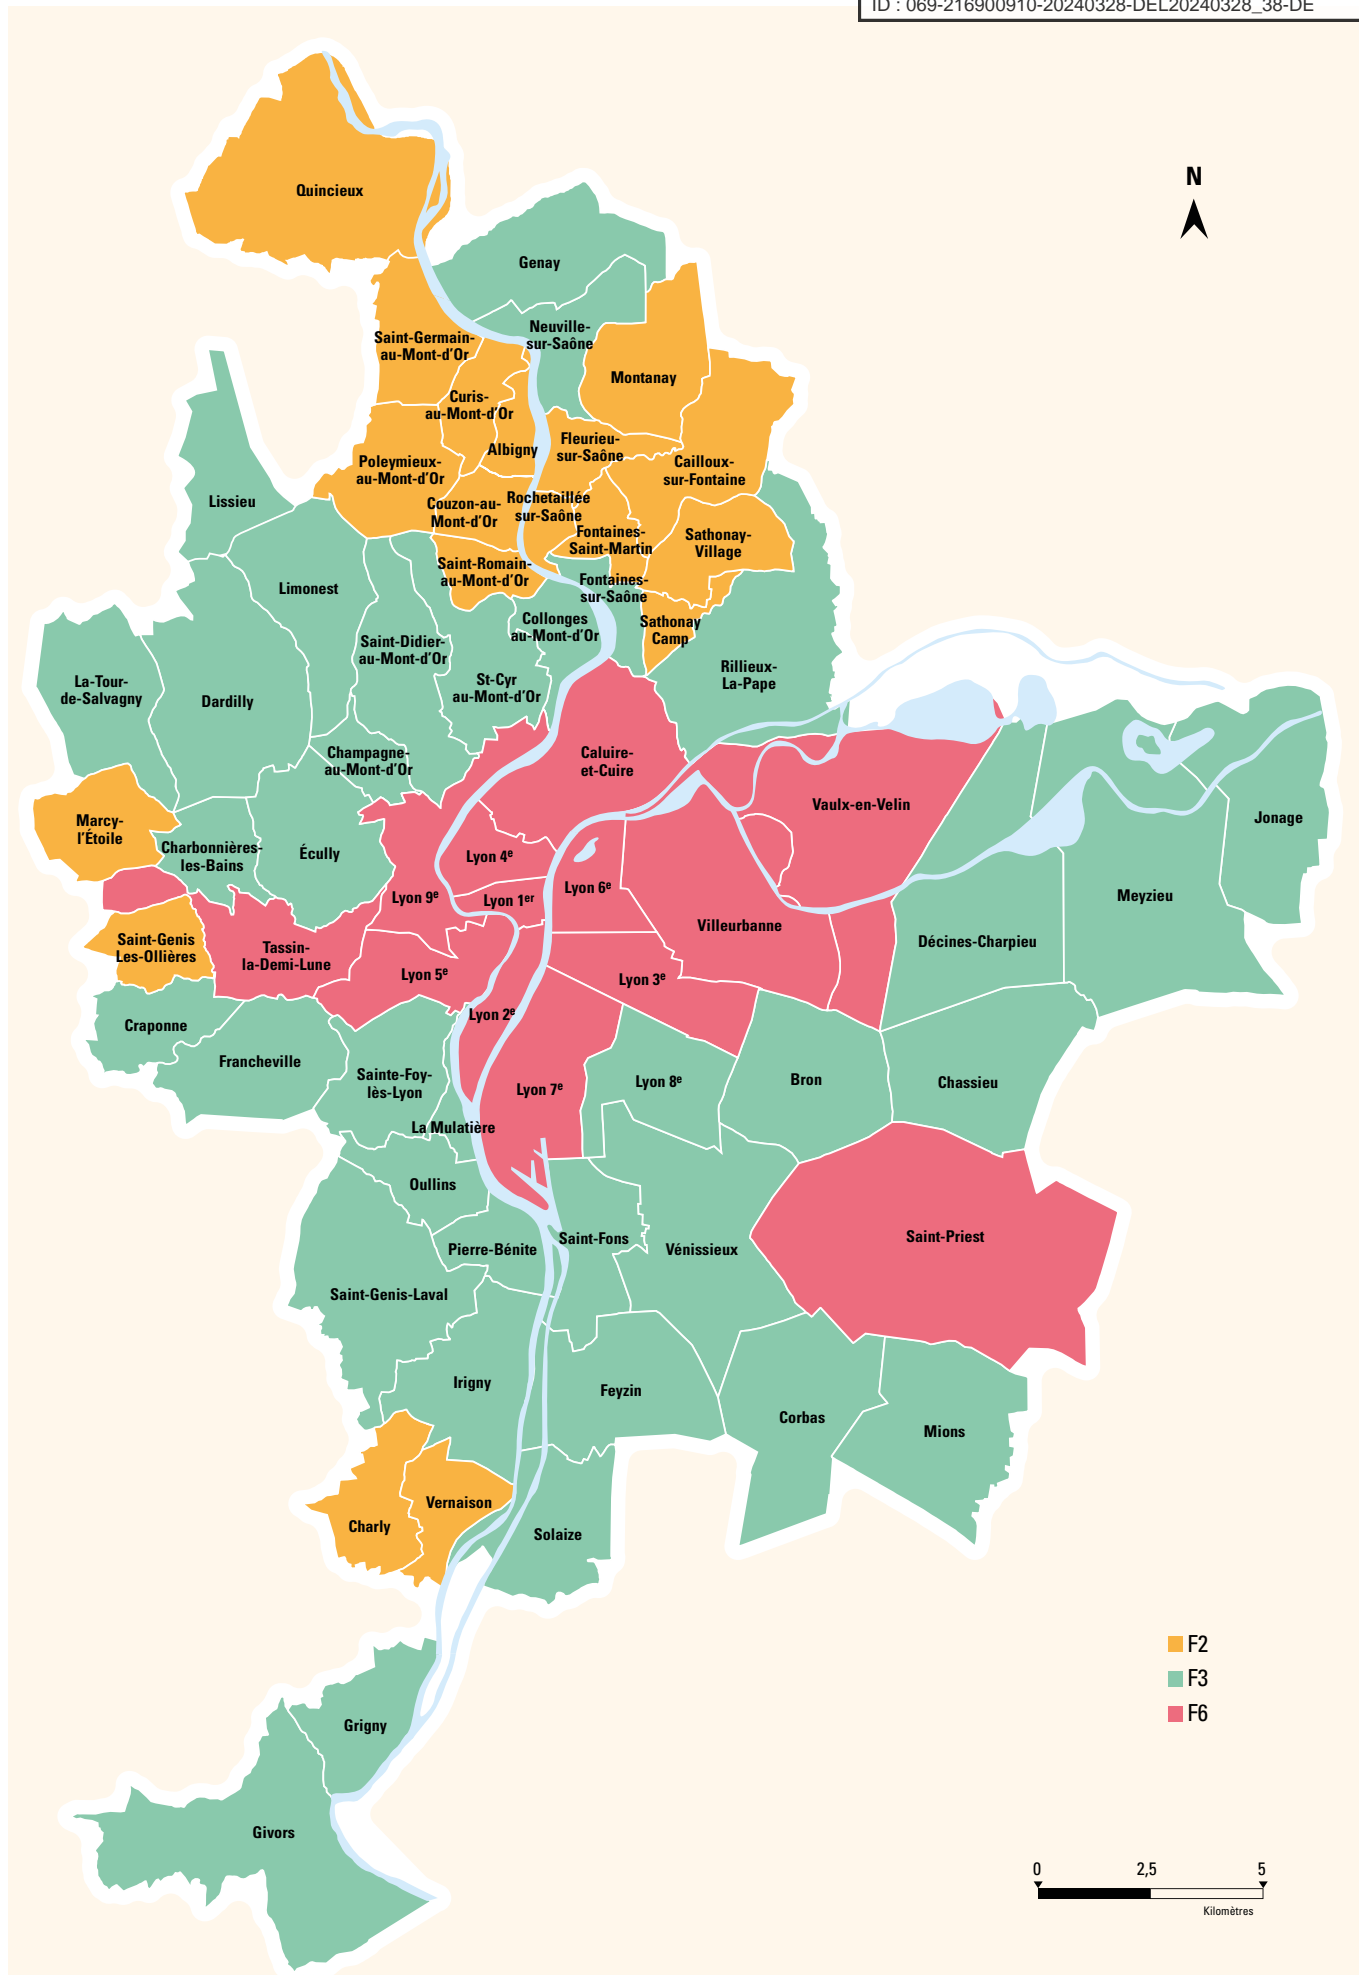 ID : 069-216900910-20240328-DEL20240328_38-DE
N
Quincieux
Genay
Neuville-
sur-Saône
Saint-Germain-
au-Mont-d'Or
Montanay
Curis-
au-Mont-d'Or
Albigny
Fleurieu-
sur-Saône
Poleymieux-
au-Mont-d'Or
Cailloux-
sur-Fontaine
Lissieu
Couzon-au-
Mont-d'Or
Rochetaillée
sur-Saône
Fontaines-
Saint-Martin
Sathonay-
Village
Saint-Romain-
au-Mont-d'Or
Limonest
Fontaines-
sur-Saône
Collonges
au-Mont-d'Or
Sathonay
Camp
Saint-Didier-
au-Mont-d'Or
Rillieux-
La-Pape
La-Tour-
de-Salvagny
Dardilly
St-Cyr
au-Mont-d'Or
Champagne-
au-Mont-d'Or
Caluire-
et-Cuire
Vaulx-en-Velin
Jonage
Marcy-
l'Étoile
Charbonnières-
les-Bains
Écully
Lyon 4e
Lyon 6e
Lyon 9e
Lyon 1er
Meyzieu
Villeurbanne
Saint-Genis
Les-Ollières
Tassin-
la-Demi-Lune
Décines-Charpieu
Lyon 5e
Lyon 3e
Lyon 2e
Craponne
Francheville
Sainte-Foy-
lès-Lyon
Lyon 7e
Lyon 8e
Bron
Chassieu
La Mulatière
Oullins
Saint-Fons
Pierre-Bénite
Vénissieux
Saint-Priest
Saint-Genis-Laval
Irigny
Feyzin
Corbas
Mions
Vernaison
Charly
Solaize
F2
F3
F6
Grigny
Givors
0 2,5 5
Kilomètres